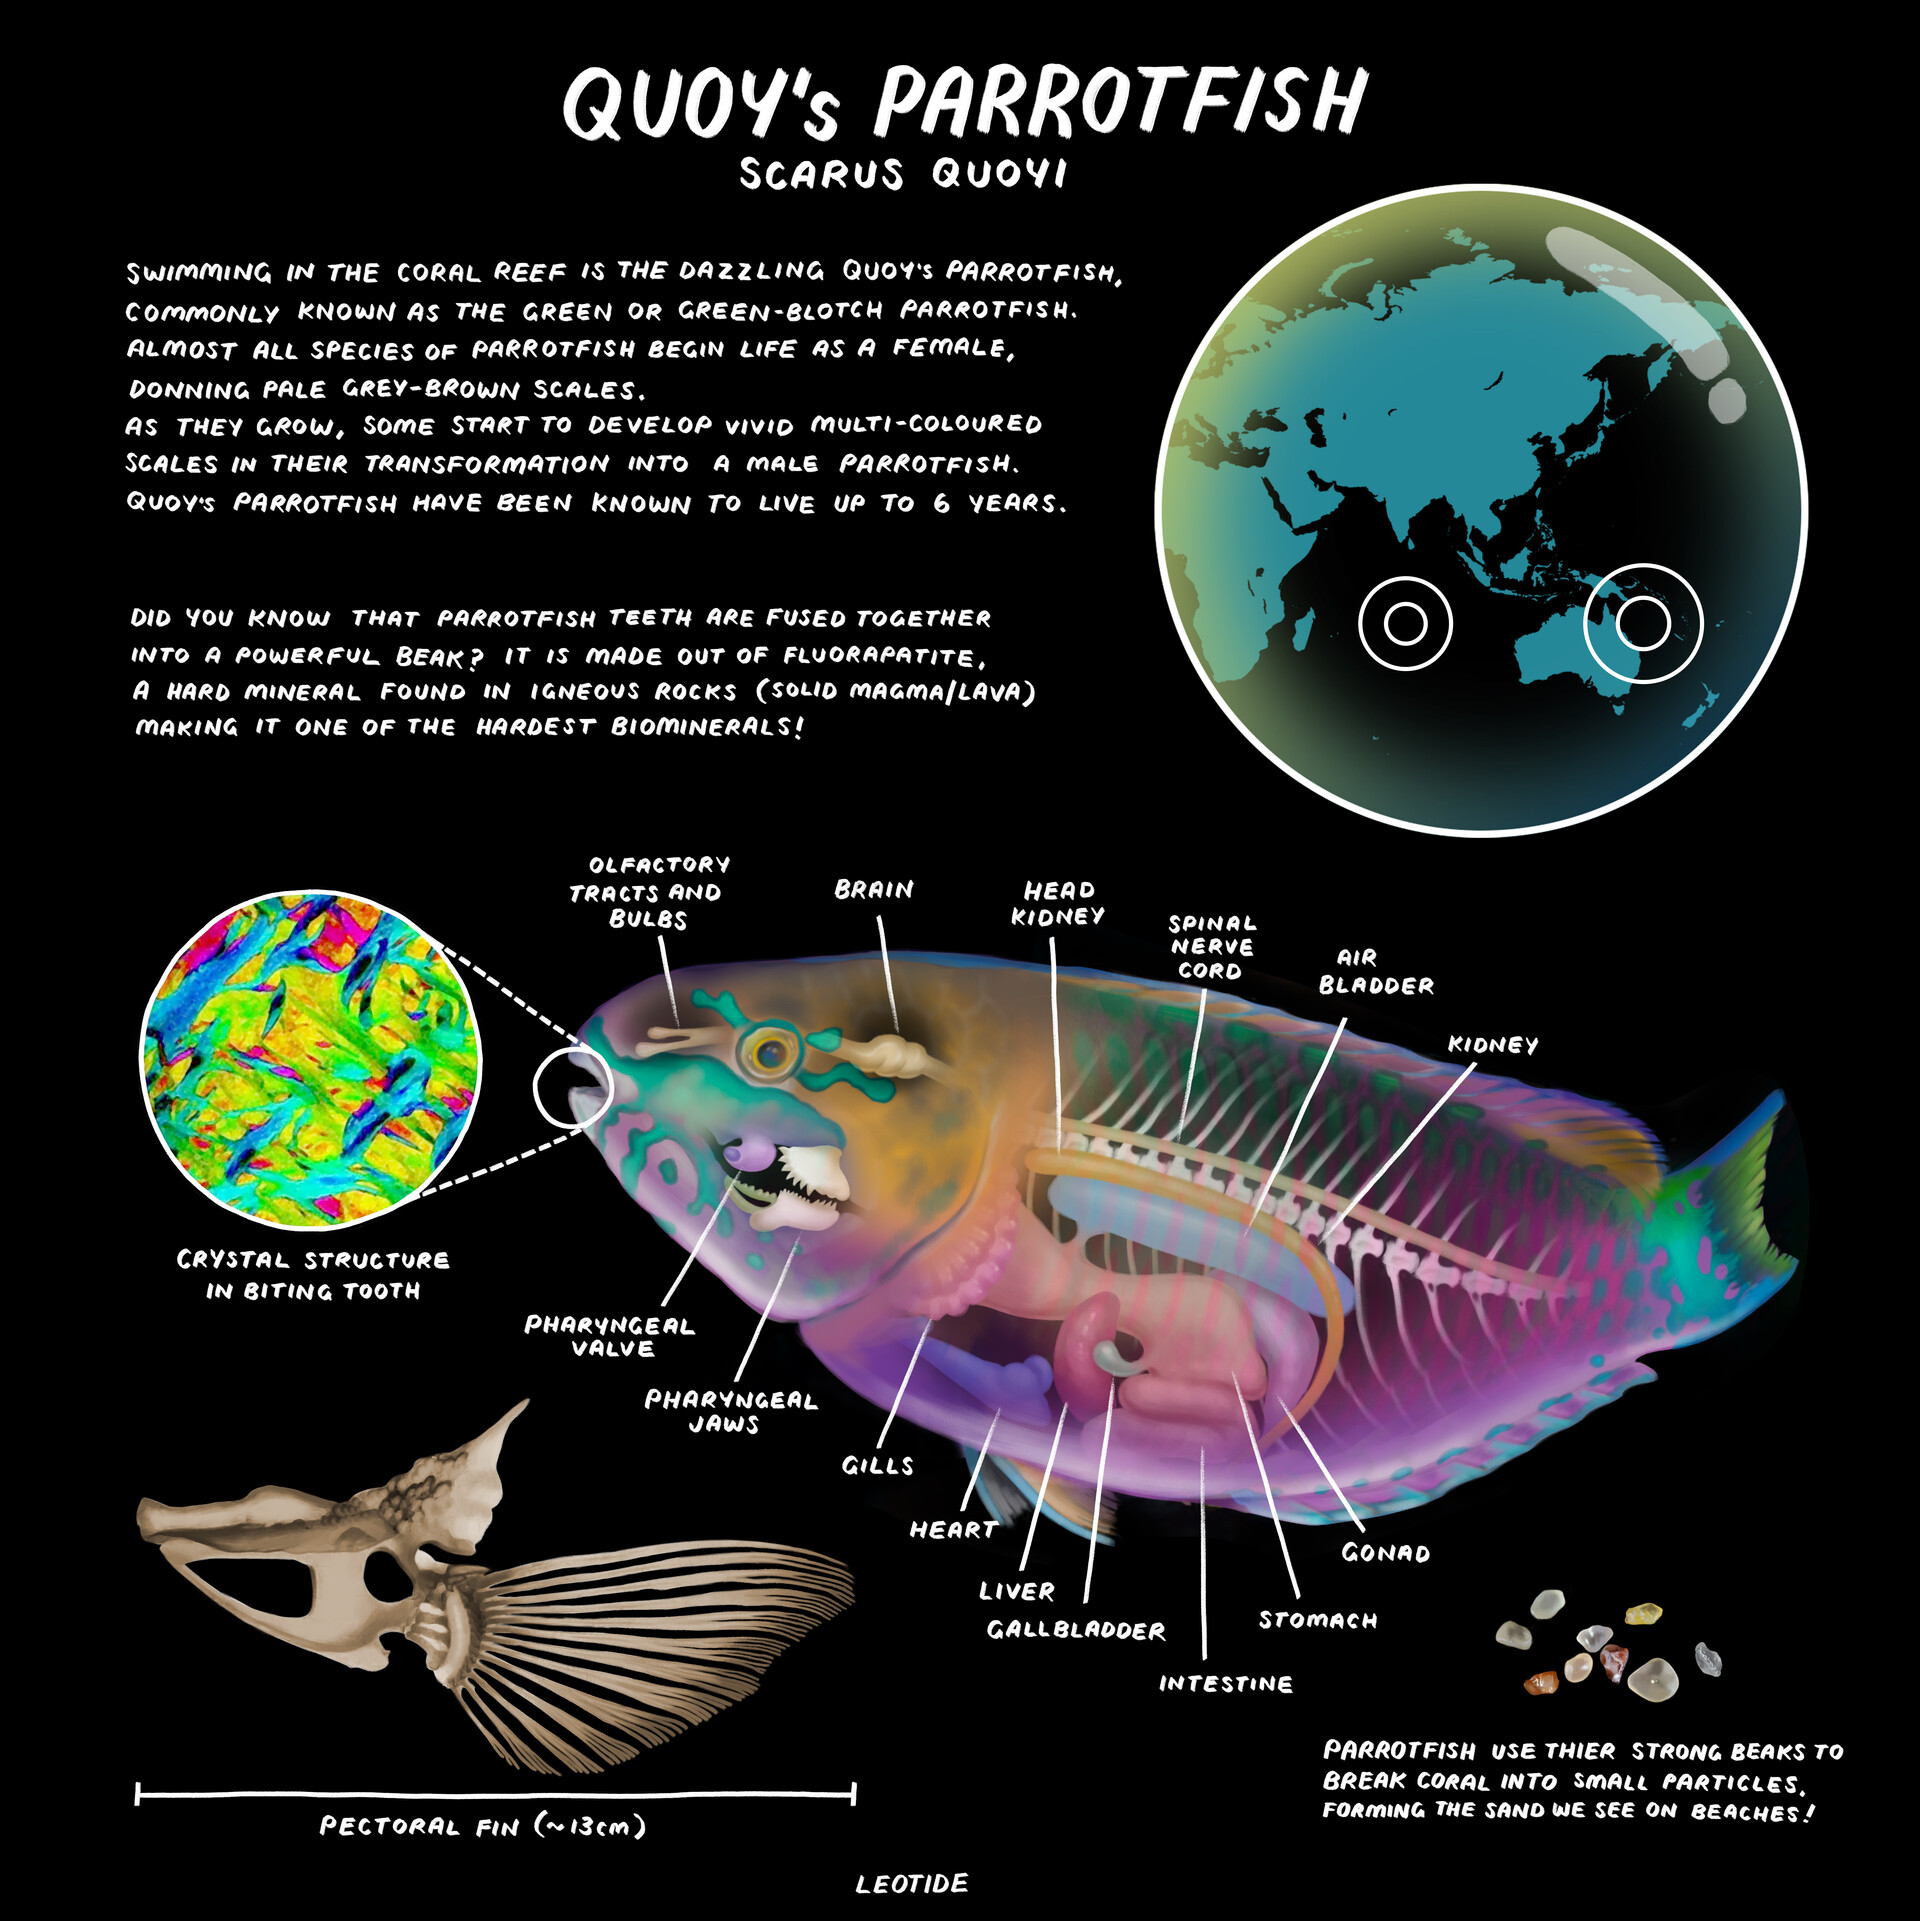 QUOY's PARROTFISH
SCARUS QUOYI
SWIMMING IN THE CORAL REEF IS THE DAZZLING QUOY'S PARROTFISH,
COMMONLY KNOWN AS THE GREEN OR GREEN-BLOTCH PARROTFISH.
ALMOST ALL SPECIES OF PARROTFISH BEGIN LIFE AS A FEMALE,
DONNING PALE GREY-BROWN SCALES.
AS THEY GROW, SOME START TO DEVELOP VIVID MULTI-COLOURED
SCALES IN THEIR TRANSFORMATION INTO A MALE PARROTFISH.
QUOY'S PARROTFISH HAVE BEEN KNOWN TO LIVE UP TO 6 YEARS.
DID YOU KNOW THAT PARROTFISH TEETH ARE FUSED TOGETHER
INTO A POWERFUL BEAK? IT IS MADE OUT OF FLUORAPATITE,
A HARD MINERAL FOUND IN IGNEOUS ROCKS (SOLID MAGMA/LAVA)
MAKING IT ONE OF THE HARDEST BIOMINERALS!
OLFACTORY
TRACTS AND
BULBS
BRAIN
HEAD
KIDNEY
SPINAL
NERVE
CORD
AIR
BLADDER
KIDNEY
CRYSTAL STRUCTURE
IN BITING TOOTH
PHARYNGEAL
VALVE
PHARYNGEAL
JAWS
GILLS
HEART
LIVER
GALLBLADDER
INTESTINE
STOMACH
GONAD
PECTORAL FIN (~13cm)
PARROTFISH USE THIER STRONG BEAKS TO
BREAK CORAL INTO SMALL PARTICLES,
FORMING THE SAND WE SEE ON BEACHES!
LEOTIDE